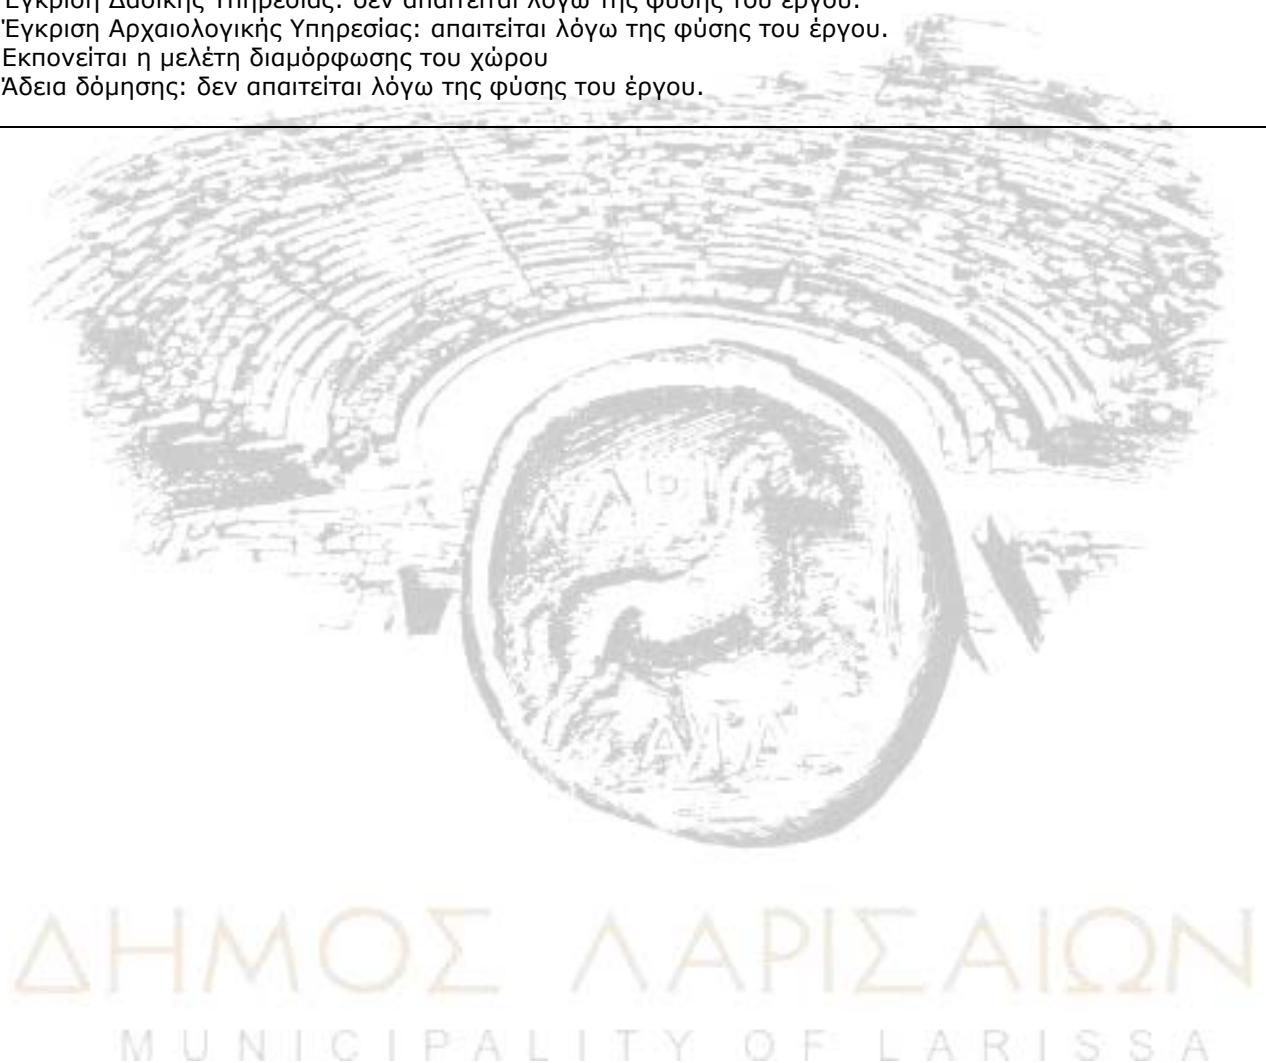 Έγκριση Δασικής Υπηρεσίας: δεν απαιτείται λόγω της φύσης του έργου.
Έγκριση Αρχαιολογικής Υπηρεσίας: απαιτείται λόγω της φύσης του έργου.
Εκπονείται η μελέτη διαμόρφωσης του χώρου
Άδεια δόμησης: δεν απαιτείται λόγω της φύσης του έργου.
ΔΗΜΟΣ ΛΑΡΙΣΑΙΩΝ
MUNICIPALITY OF LARISSA